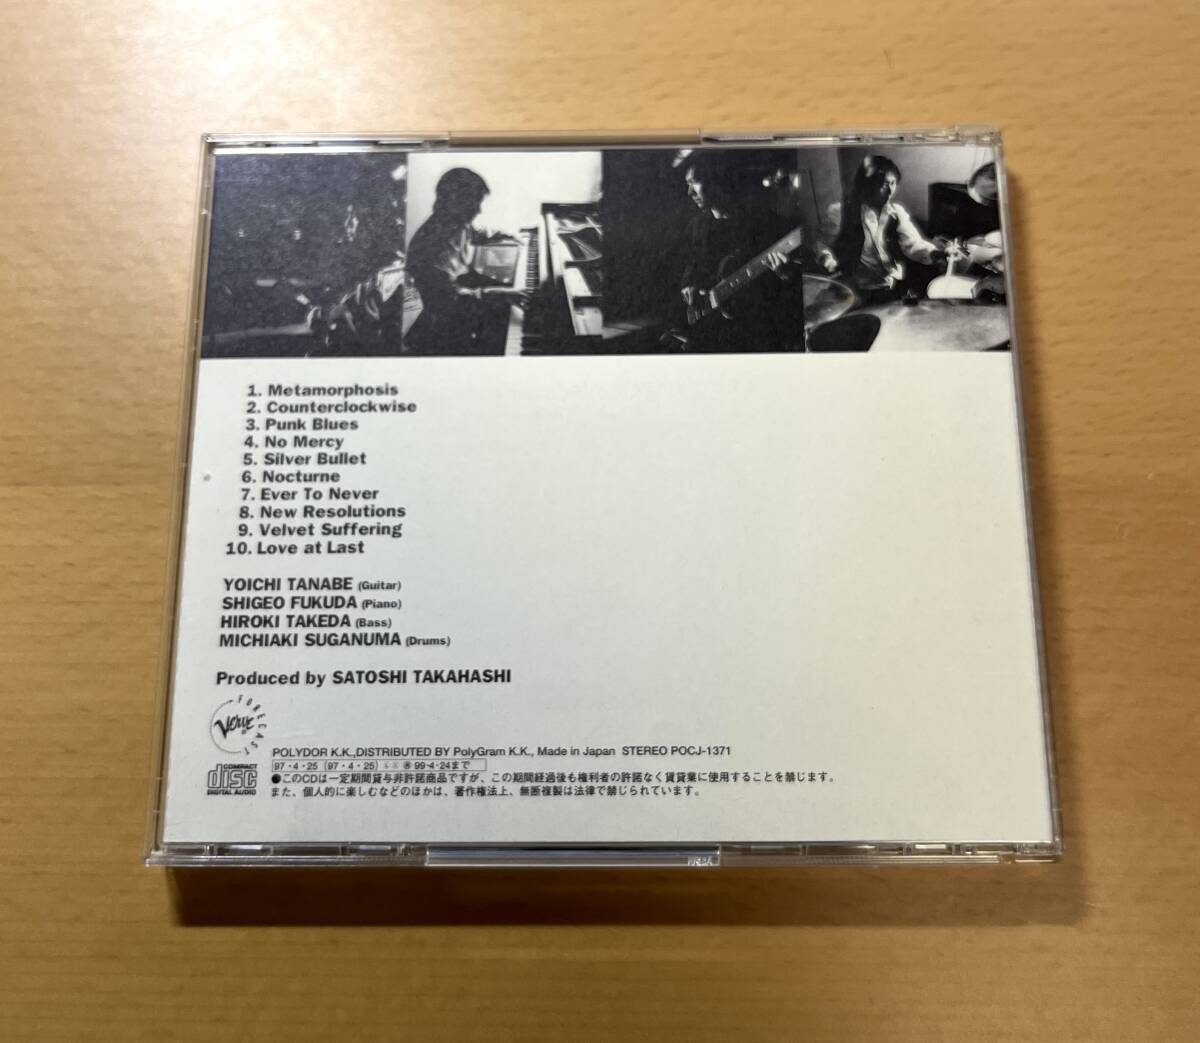 1. Metamorphosis
2. Counterclockwise
3. Punk Blues
4. No Mercy
5. Silver Bullet
6. Nocturne
7. Ever To Never
8. New Resolutions
9. Velvet Suffering
10. Love at Last
YOICHI TANABE (Guitar)
SHIGEO FUKUDA (Piano)
HIROKI TAKEDA (Bass)
MICHIAKI SUGANUMA (Drums)
Produced by SATOSHI TAKAHASHI
Verve FORECAST
POLYDOR K.K.,DISTRIBUTED BY PolyGram K.K., Made in Japan STEREO POCJ-1371
97・4・25 (97・4・25) 99・4・24まで
COMPACT disc DIGITAL AUDIO
●このCDは一定期間貸与非許諾商品ですが、この期間経過後も権利者の許諾なく賃貸業に使用することを禁じます。
また、個人的に楽しむなどのほかは、著作権法上、無断複製は法律で禁じられています。